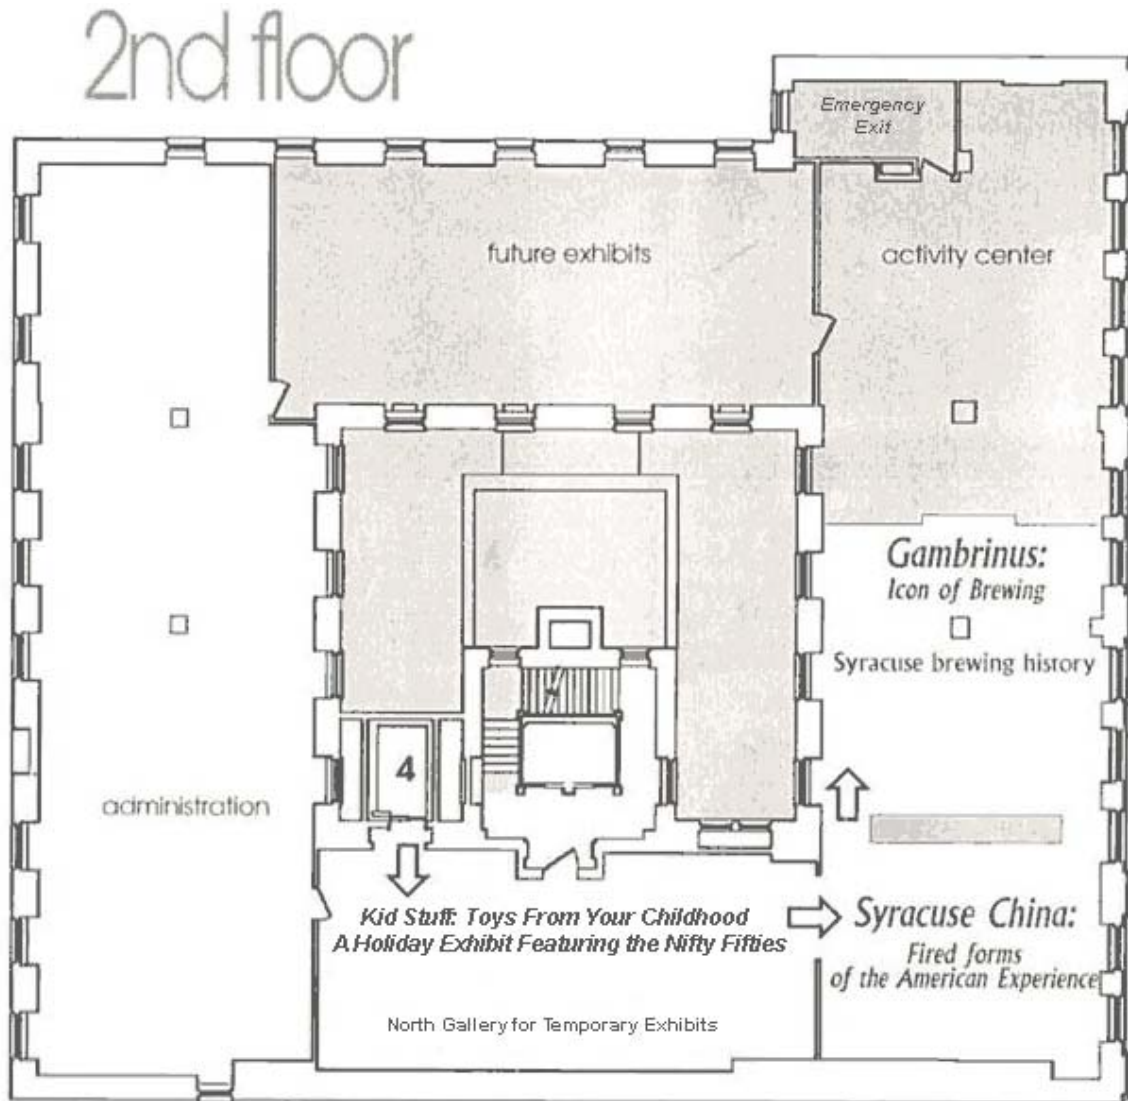 2nd floor
Emergency
Exit
future exhibits
activity center
Gambrinus:
Icon of Brewing
Syracuse brewing history
4
administration
Kid Stuff: Toys From Your Childhood
A Holiday Exhibit Featuring the Nifty Fifties
Syracuse China:
Fired forms
of the American Experience
North Gallery for Temporary Exhibits